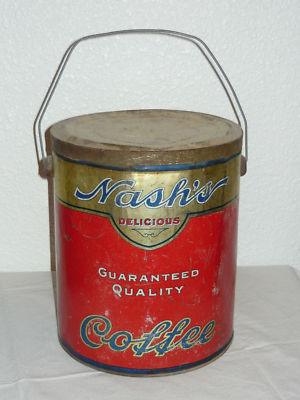 Nash's
DELICIOUS
GUARANTEED
QUALITY
Coffee